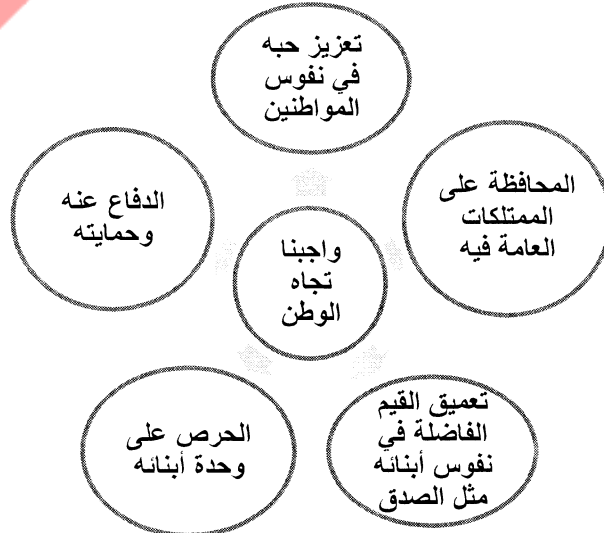 تعزيز حبه
في نفوس
المواطنين
المحافظة على
الممتلكات
العامة فيه
الدفاع عنه
وحمايته
واجبنا
تجاه
الوطن
تعميق القيم
الفاضلة في
نفوس أبنائه
مثل الصدق
الحرص على
وحدة أبنائه